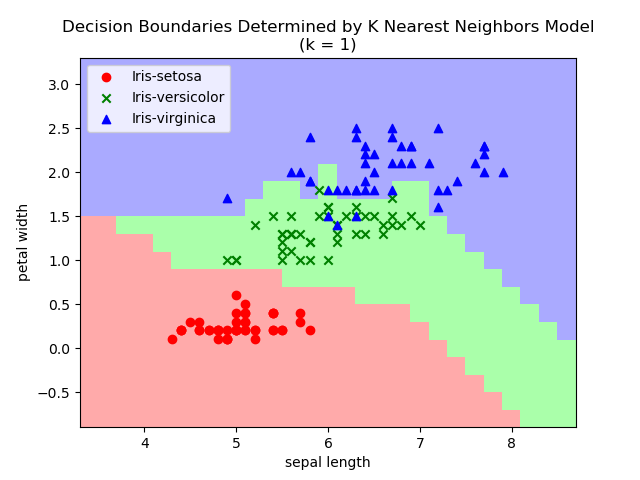 Decision Boundaries Determined by K Nearest Neighbors Model
(k = 1)
Iris-setosa
Iris-versicolor
Iris-virginica
3.0
2.5
2.0
1.5
1.0
0.5
0.0
−0.5
petal width
4 5 6 7 8
sepal length